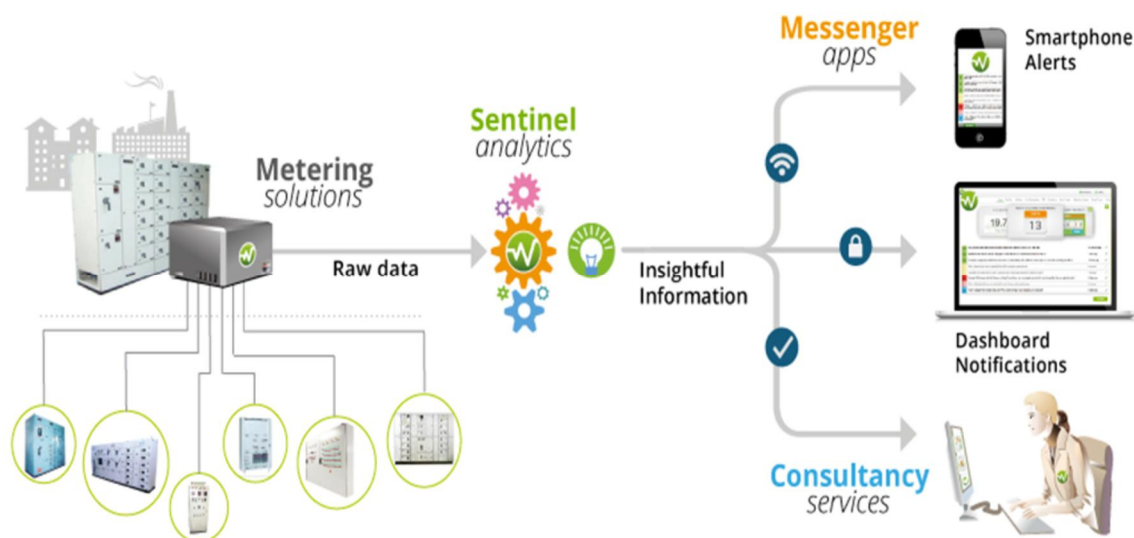 Metering
solutions
Raw data
Sentinel
analytics
Insightful
Information
Messenger
apps
Smartphone
Alerts
19.7
13
Dashboard
Notifications
Consultancy
services